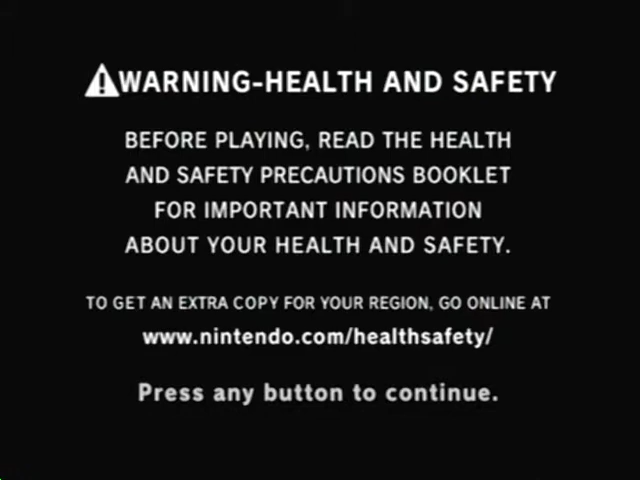 WARNING-HEALTH AND SAFETY
BEFORE PLAYING, READ THE HEALTH
AND SAFETY PRECAUTIONS BOOKLET
FOR IMPORTANT INFORMATION
ABOUT YOUR HEALTH AND SAFETY.
TO GET AN EXTRA COPY FOR YOUR REGION, GO ONLINE AT
www.nintendo.com/healthsafety/
Press any button to continue.